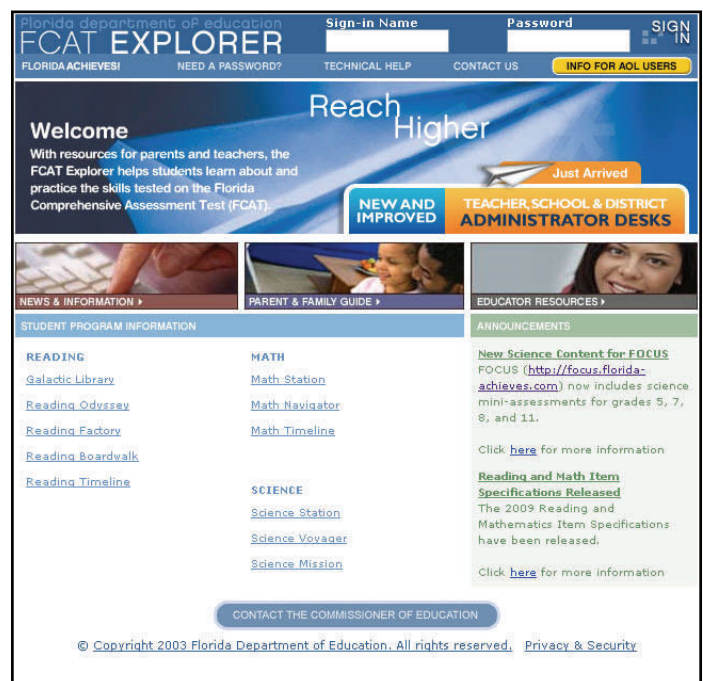 Florida department of education
FCAT EXPLORER
Sign-in Name
Password
SIGN IN
FLORIDA ACHIEVES!
NEED A PASSWORD?
TECHNICAL HELP
CONTACT US
INFO FOR AOL USERS
Reach
Higher
Welcome
With resources for parents and teachers, the
FCAT Explorer helps students learn about and
practice the skills tested on the Florida
Comprehensive Assessment Test (FCAT).
Just Arrived
NEW AND
IMPROVED
TEACHER, SCHOOL & DISTRICT
ADMINISTRATOR DESKS
NEWS & INFORMATION
PARENT & FAMILY GUIDE
EDUCATOR RESOURCES
STUDENT PROGRAM INFORMATION
READING
Galactic Library
Reading Odyssey
Reading Factory
Reading Boardwalk
Reading Timeline
MATH
Math Station
Math Navigator
Math Timeline
SCIENCE
Science Station
Science Voyager
Science Mission
ANNOUNCEMENTS
New Science Content for FOCUS
FOCUS (http://focus.florida-
achieves.com) now includes science
mini-assessments for grades 5, 7,
8, and 11.
Click here for more information
Reading and Math Item
Specifications Released
The 2009 Reading and
Mathematics Item Specifications
have been released.
Click here for more information
CONTACT THE COMMISSIONER OF EDUCATION
© Copyright 2003 Florida Department of Education. All rights reserved. Privacy & Security